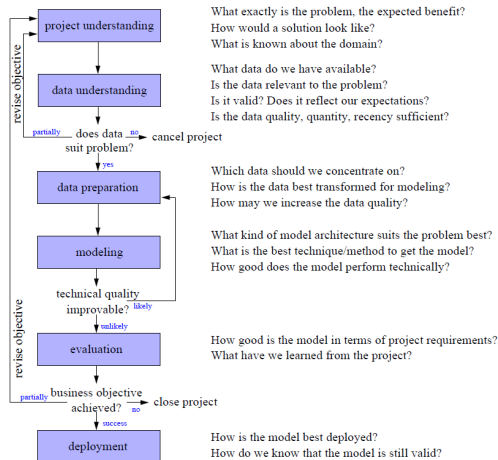 project understanding
What exactly is the problem, the expected benefit?
How would a solution look like?
What is known about the domain?
revise objective
data understanding
What data do we have available?
Is the data relevant to the problem?
Is it valid? Does it reflect our expectations?
Is the data quality, quantity, recency sufficient?
partially
does data
suit problem?
no
cancel project
yes
data preparation
Which data should we concentrate on?
How is the data best transformed for modeling?
How may we increase the data quality?
modeling
What kind of model architecture suits the problem best?
What is the best technique/method to get the model?
How good does the model perform technically?
technical quality
improvable?
likely
unlikely
revise objective
evaluation
How good is the model in terms of project requirements?
What have we learned from the project?
partially
business objective
achieved?
no
close project
success
deployment
How is the model best deployed?
How do we know that the model is still valid?